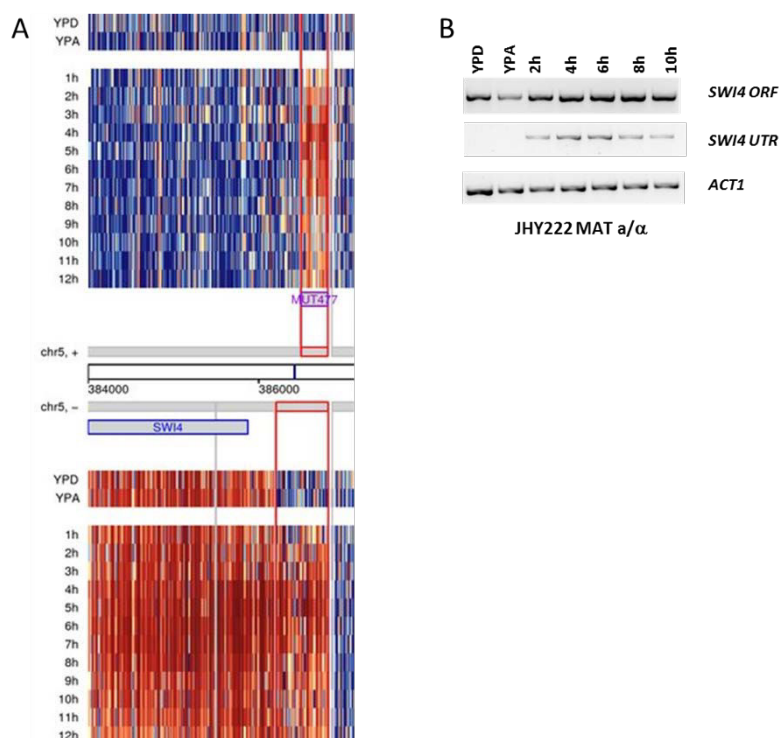 A
YPD
YPA
1h
2h
3h
4h
5h
6h
7h
8h
9h
10h
11h
12h
MUT477
chr5, +
384000 386000
chr5, −
SWI4
YPD
YPA
1h
2h
3h
4h
5h
6h
7h
8h
9h
10h
11h
12h
B
YPD YPA 2h 4h 6h 8h 10h
SWI4 ORF
SWI4 UTR
ACT1
JHY222 MAT a/α